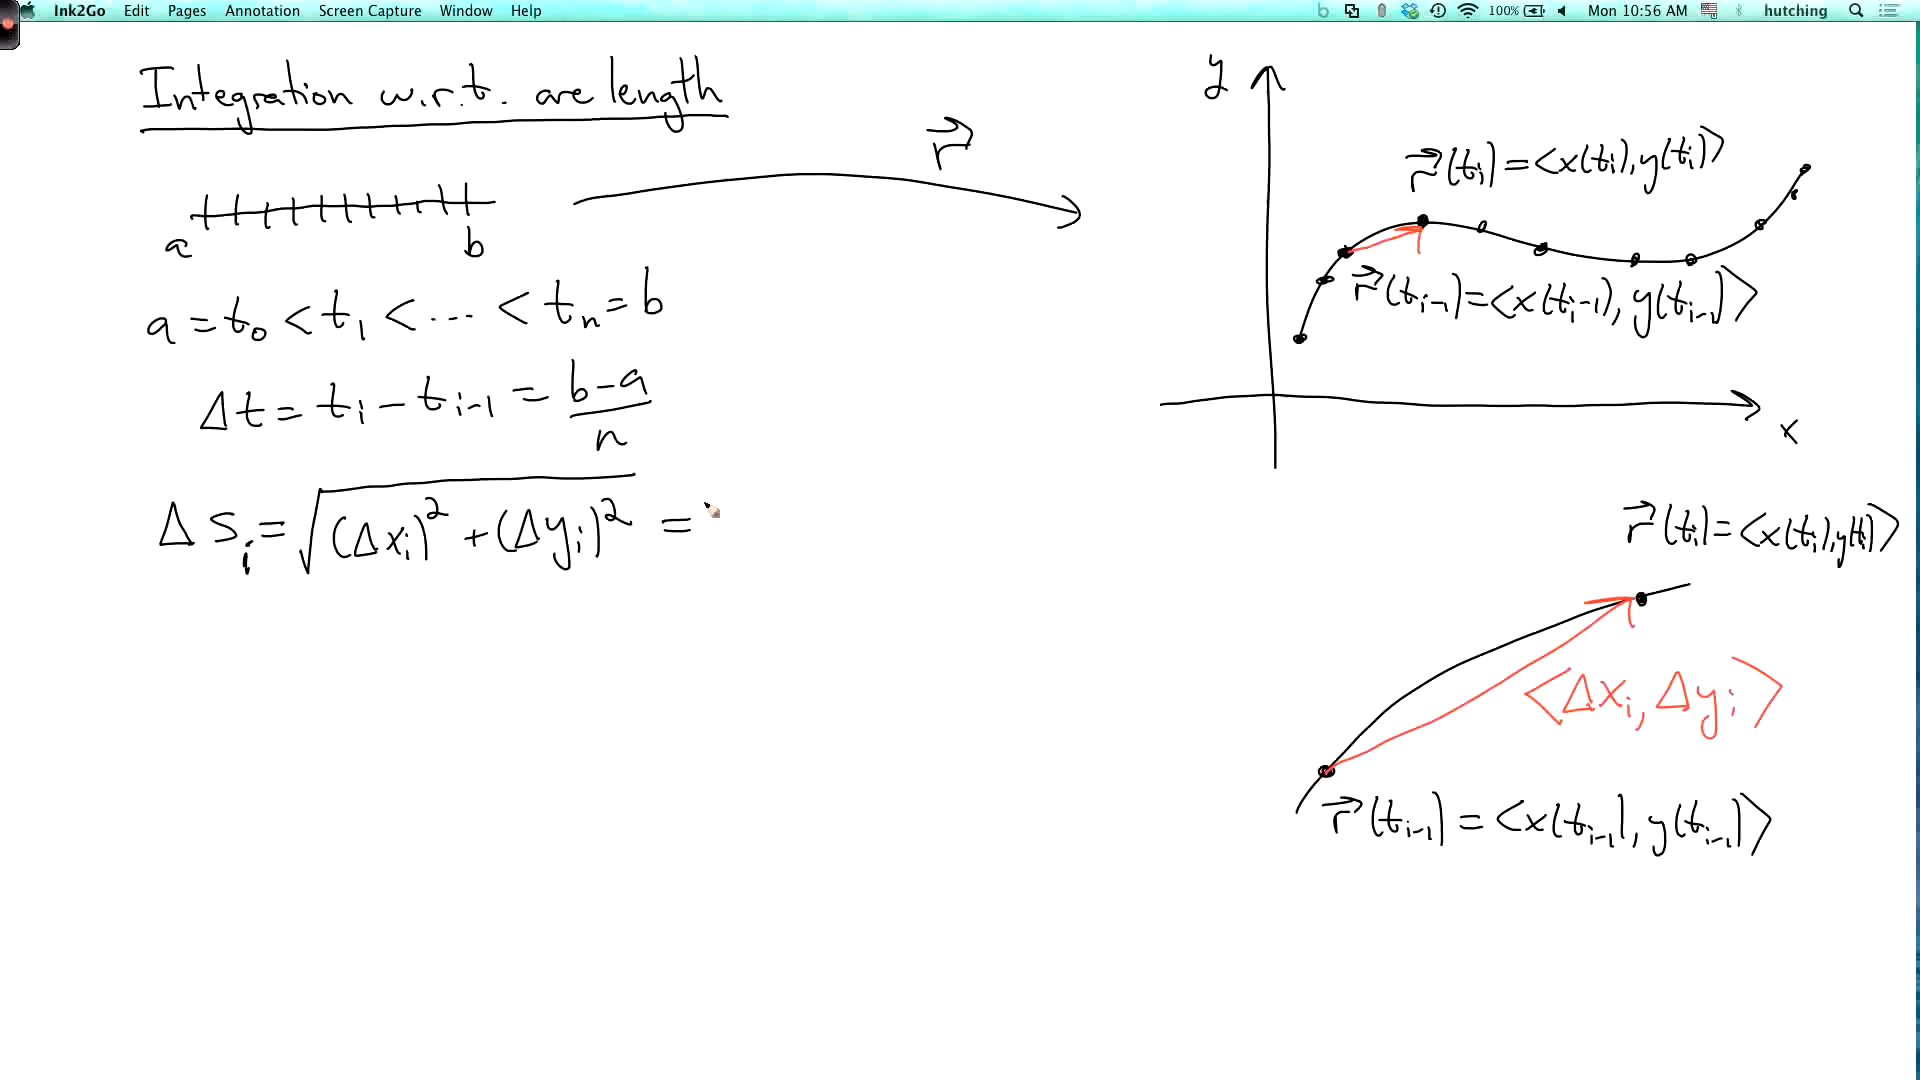 Ink2Go Edit Pages Annotation Screen Capture Window Help 100% Mon 10:56 AM hutching
Integration w.r.t. arc length
a b
r⃗
a = t₀ < t₁ < ... < tₙ = b
Δt = tᵢ − tᵢ₋₁ = (b−a)/n
Δsᵢ = √((Δxᵢ)² + (Δyᵢ)²) =
y
r⃗(tᵢ) = <x(tᵢ), y(tᵢ)>
r⃗(tᵢ₋₁) = <x(tᵢ₋₁), y(tᵢ₋₁)>
x
r⃗(tᵢ) = <x(tᵢ), y(tᵢ)>
<Δxᵢ, Δyᵢ>
r⃗(tᵢ₋₁) = <x(tᵢ₋₁), y(tᵢ₋₁)>